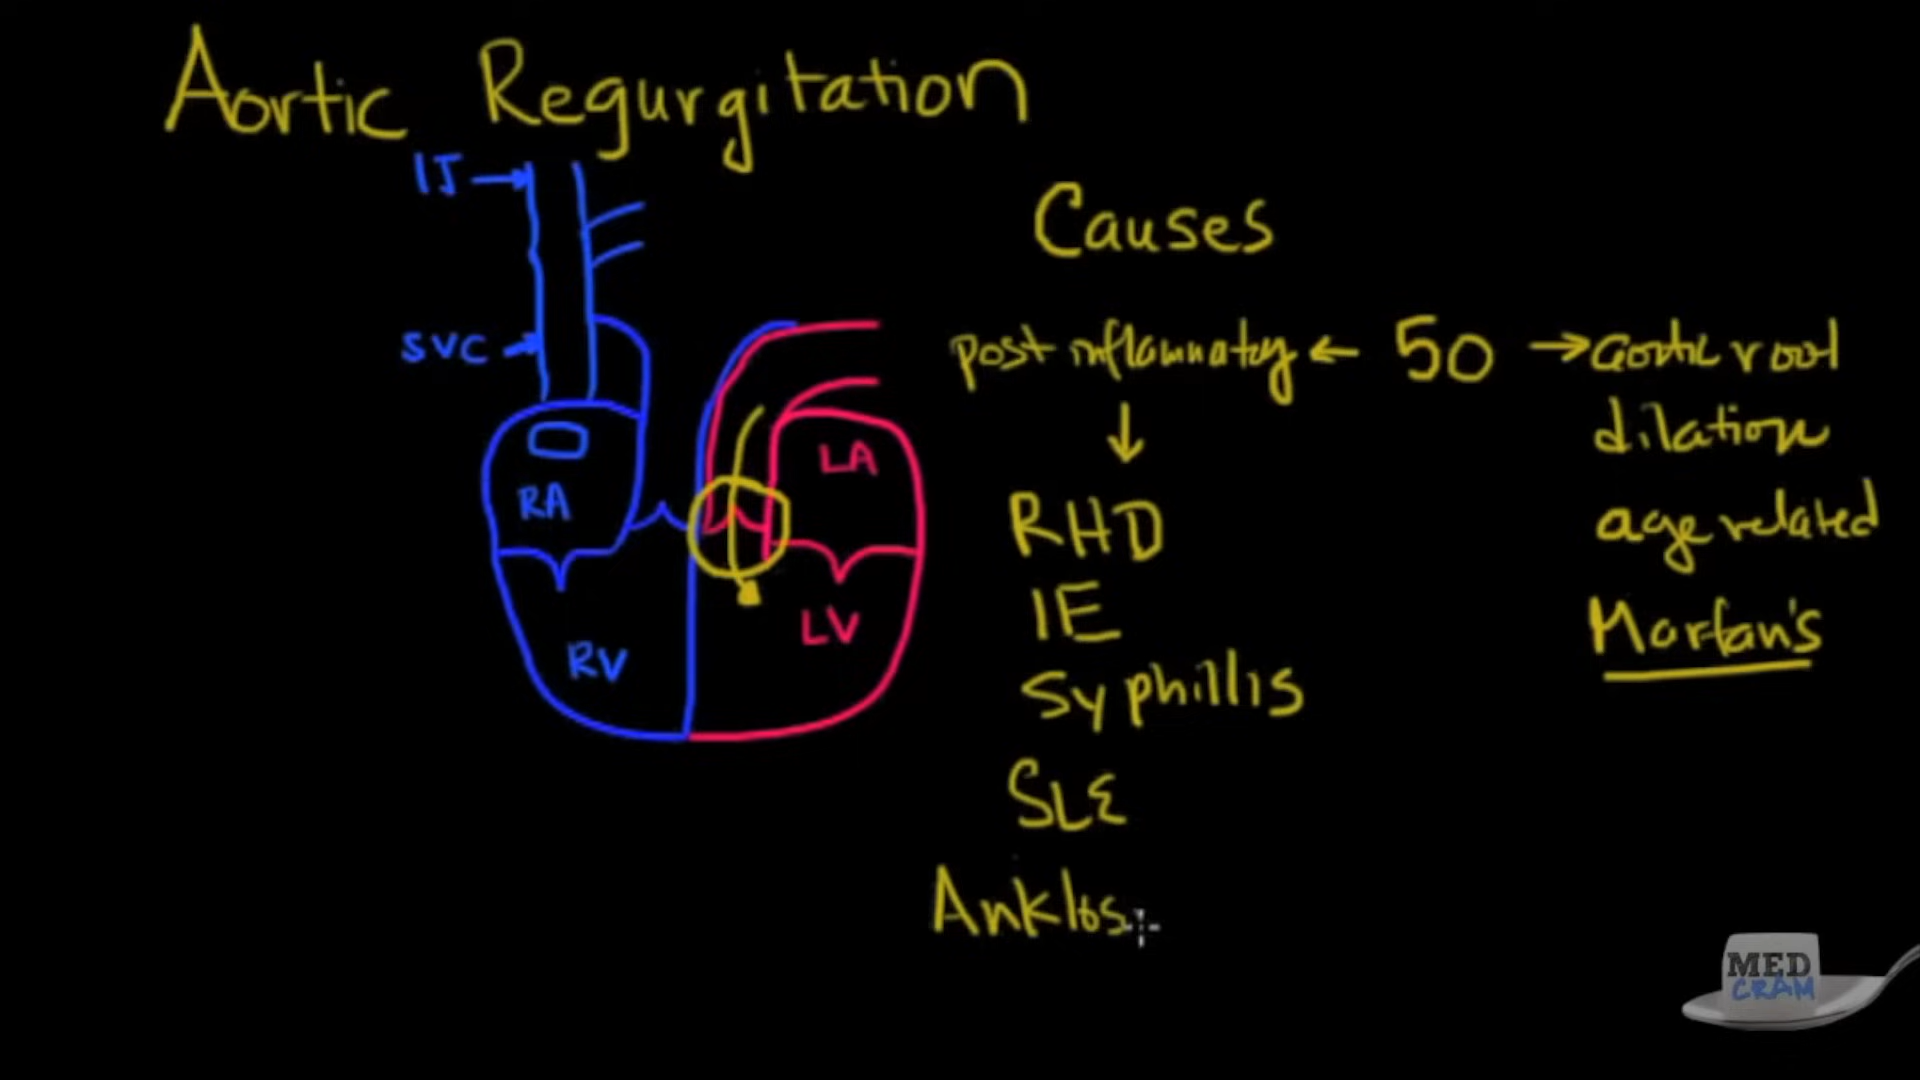 Aortic Regurgitation
IJ
SVC
RA
RV
LA
LV
Causes
post inflammaty ← 50 → aortic root
dilation
age related
Marfan's
RHD
IE
Syphillis
SLE
Anklos
MED
CRAM